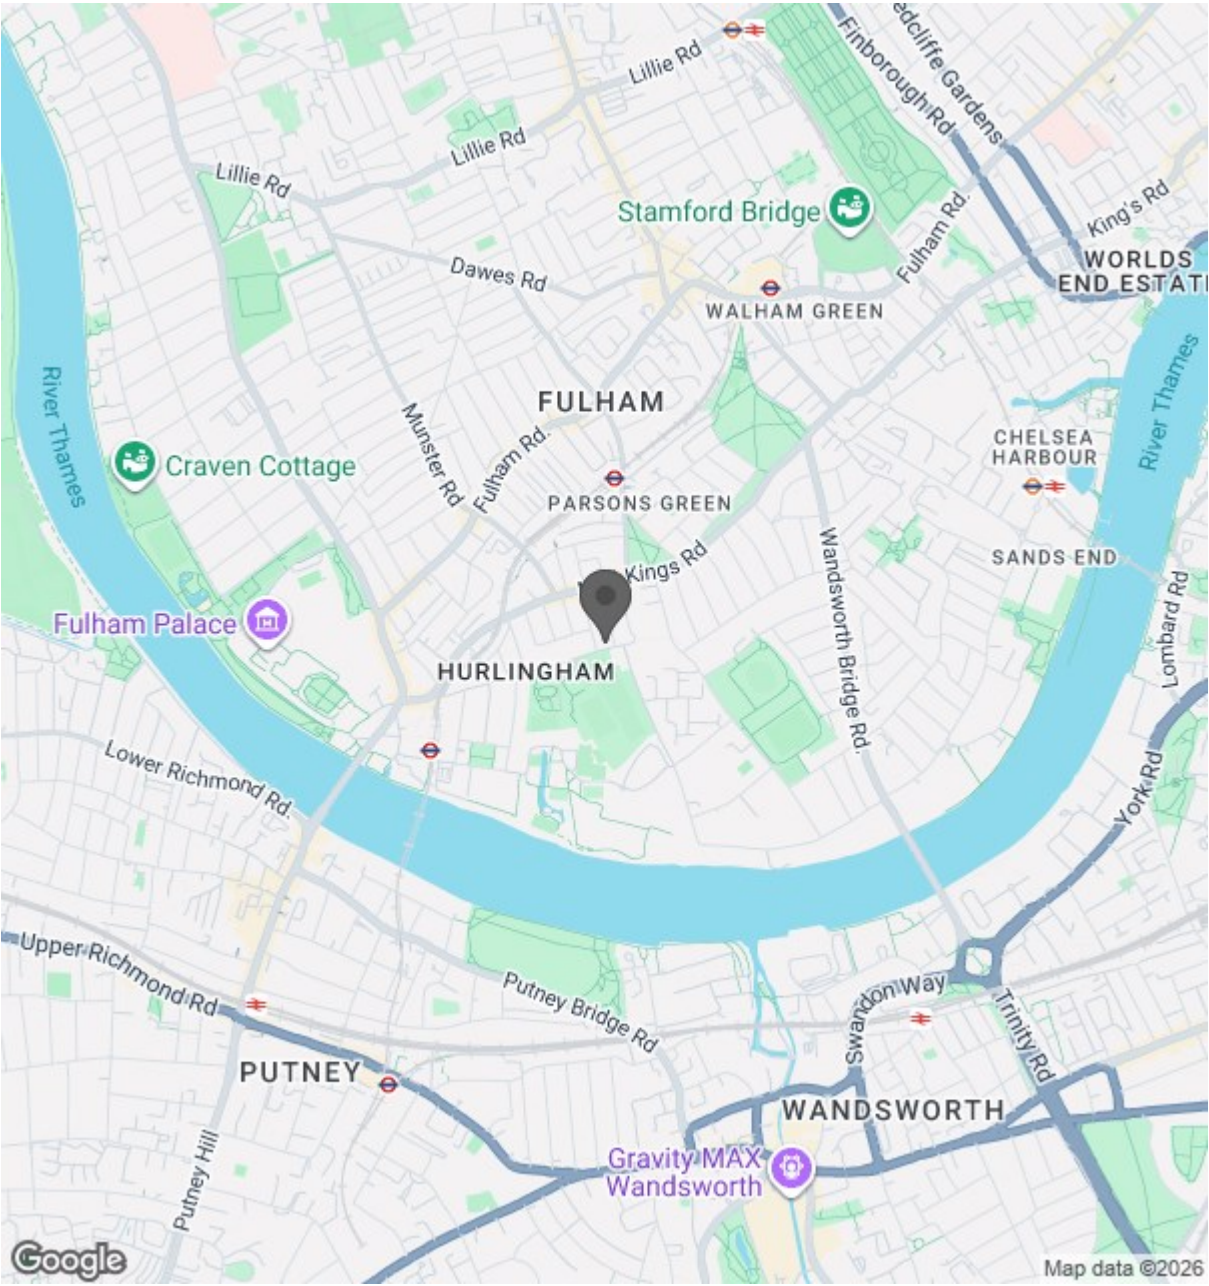 edcliffe Gardens
Finborough Rd
Lillie Rd
Lillie Rd
Lillie Rd
Stamford Bridge
Fulham Rd.
King's Rd
WORLDS
END ESTATE
Dawes Rd
WALHAM GREEN
River Thames
River Thames
FULHAM
Munster Rd
Fulham Rd.
CHELSEA
HARBOUR
Craven Cottage
PARSONS GREEN
Kings Rd
Wandsworth Bridge Rd.
SANDS END
Lombard Rd
Fulham Palace
HURLINGHAM
Lower Richmond Rd.
York Rd
Upper Richmond Rd
Putney Bridge Rd
Swandon Way
Trinity Rd
PUTNEY
WANDSWORTH
Putney Hill
Gravity MAX
Wandsworth
Google
Map data ©2026